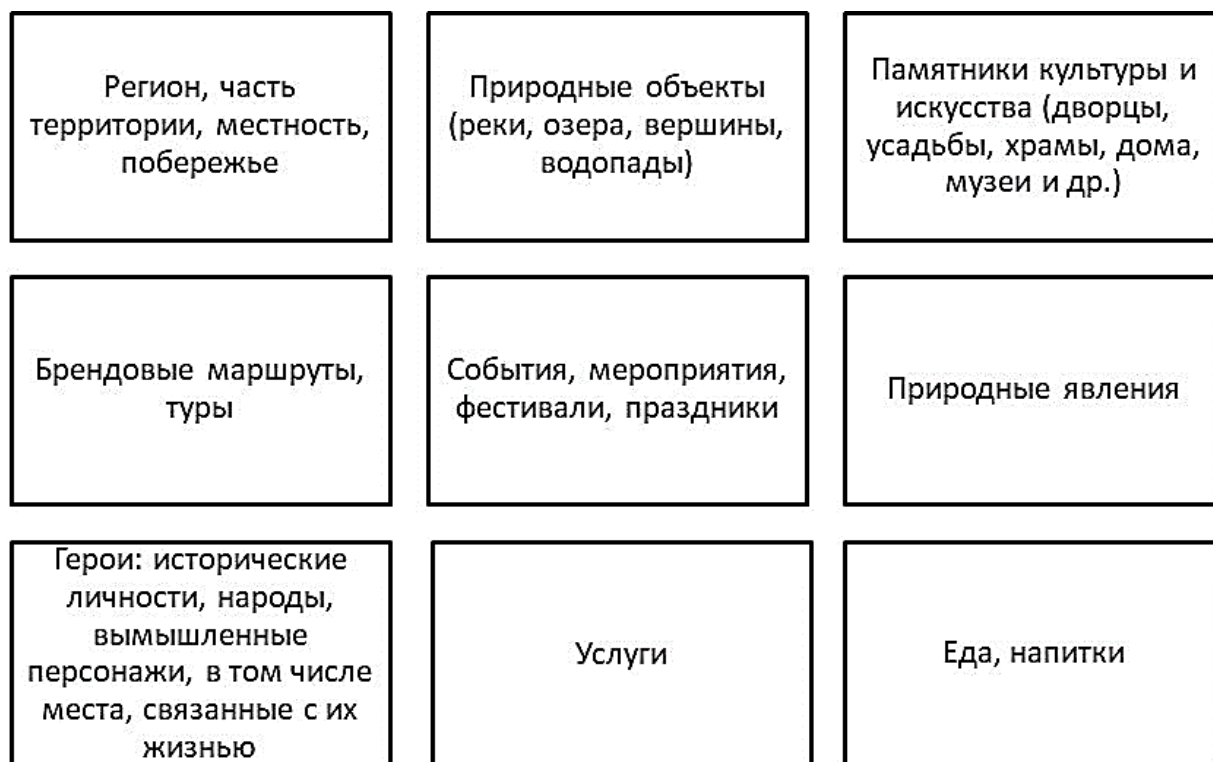 Регион, часть
территории, местность,
побережье
Природные объекты
(реки, озера, вершины,
водопады)
Памятники культуры и
искусства (дворцы,
усадьбы, храмы, дома,
музеи и др.)
Брендовые маршруты,
туры
События, мероприятия,
фестивали, праздники
Природные явления
Герои: исторические
личности, народы,
вымышленные
персонажи, в том числе
места, связанные с их
жизнью
Услуги
Еда, напитки